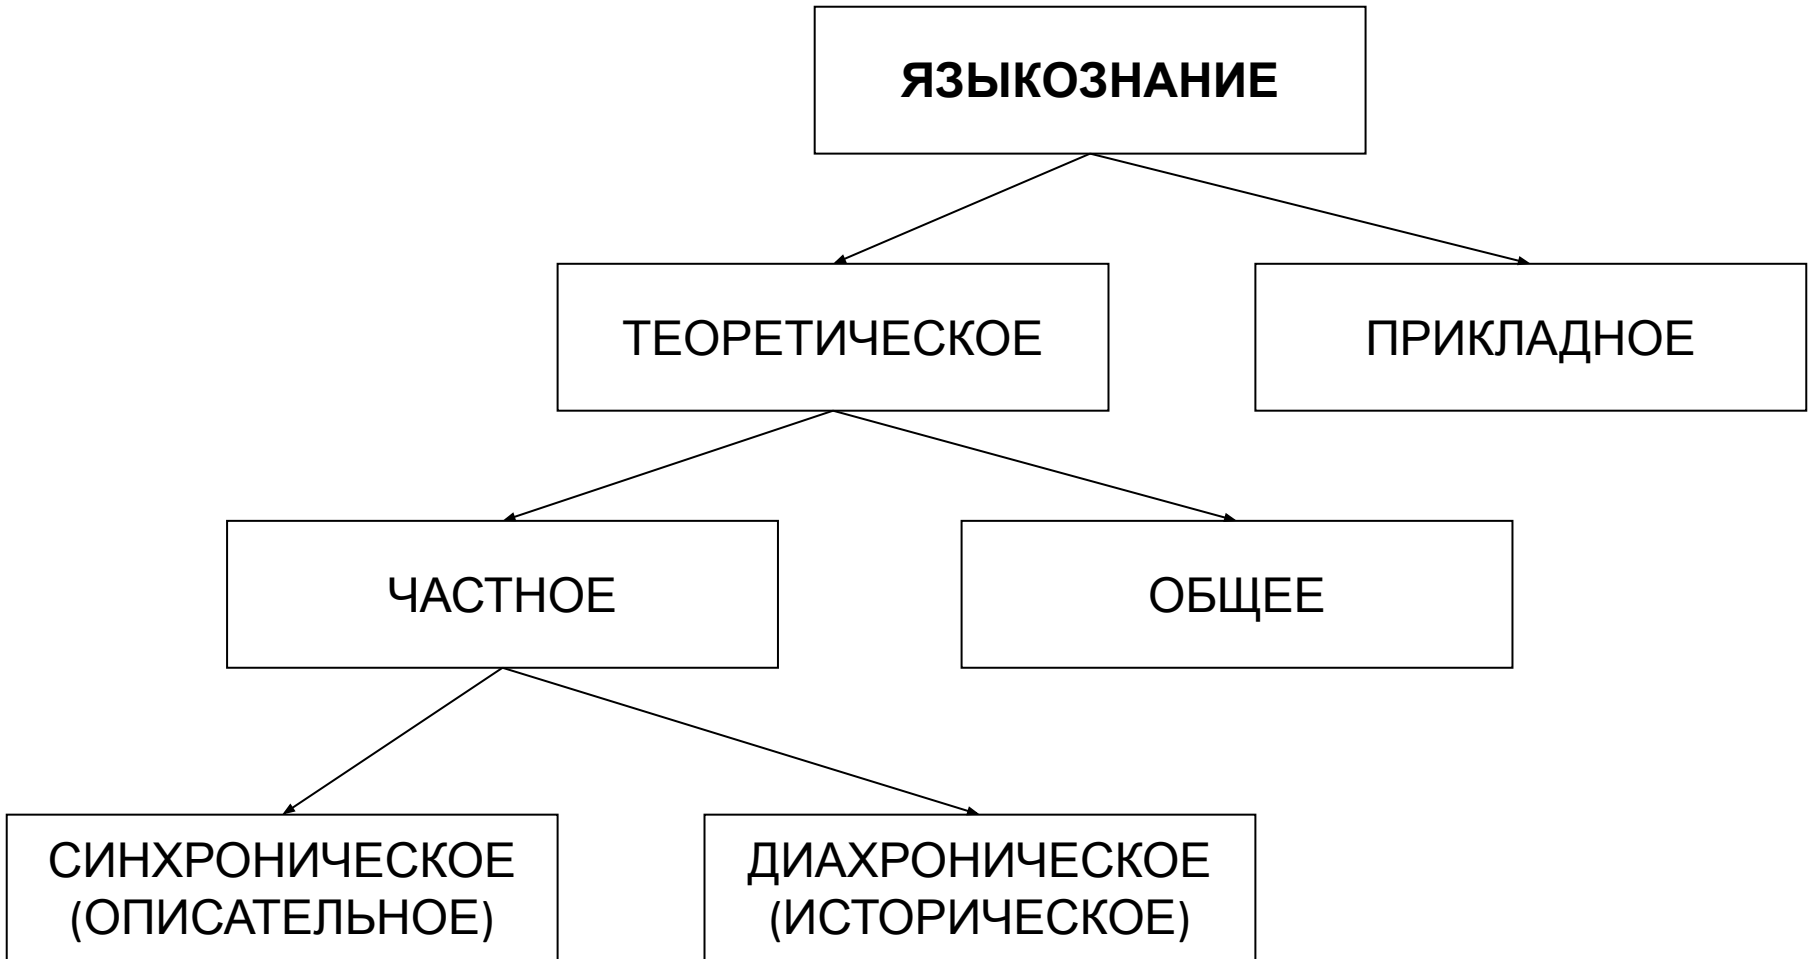 ЯЗЫКОЗНАНИЕ
ТЕОРЕТИЧЕСКОЕ
ПРИКЛАДНОЕ
ЧАСТНОЕ
ОБЩЕЕ
СИНХРОНИЧЕСКОЕ
(ОПИСАТЕЛЬНОЕ)
ДИАХРОНИЧЕСКОЕ
(ИСТОРИЧЕСКОЕ)